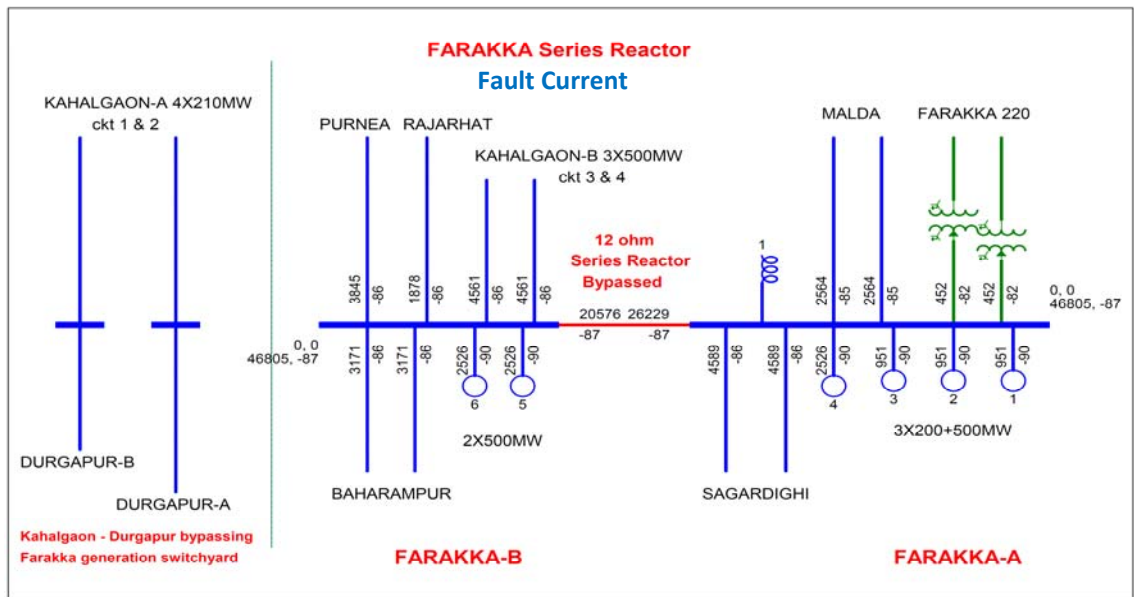 FARAKKA Series Reactor
Fault Current
KAHALGAON-A 4X210MW
ckt 1 & 2
PURNEA RAJARHAT
KAHALGAON-B 3X500MW
ckt 3 & 4
MALDA
FARAKKA 220
12 ohm
Series Reactor
Bypassed
1
3845 -86
1878 -86
4561 -86
4561 -86
2564 -85
2564 -85
452 -82
452 -82
0, 0
46805, -87
20576 26229
-87 -87
0, 0
46805, -87
3171 -86
3171 -86
2526 -90
2526 -90
4589 -86
4589 -86
2526 -90
951 -90
951 -90
951 -90
6 5
4 3 2 1
2X500MW
3X200+500MW
DURGAPUR-B
DURGAPUR-A
BAHARAMPUR
SAGARDIGHI
Kahalgaon - Durgapur bypassing
Farakka generation switchyard
FARAKKA-B
FARAKKA-A